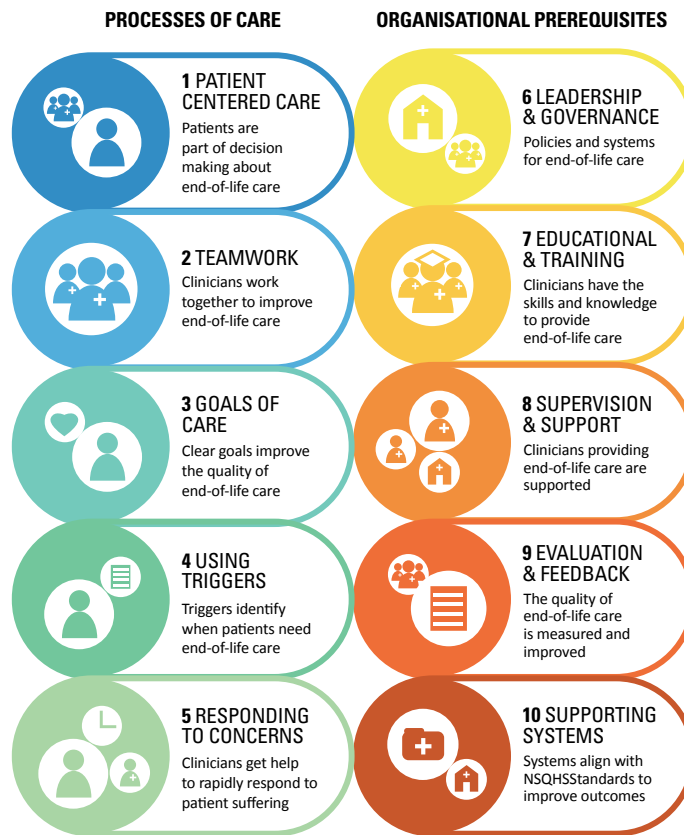 PROCESSES OF CARE
1 PATIENT
CENTERED CARE
Patients are
part of decision
making about
end-of-life care
2 TEAMWORK
Clinicians work
together to improve
end-of-life care
3 GOALS OF
CARE
Clear goals improve
the quality of
end-of-life care
4 USING
TRIGGERS
Triggers identify
when patients need
end-of-life care
5 RESPONDING
TO CONCERNS
Clinicians get help
to rapidly respond to
patient suffering
ORGANISATIONAL PREREQUISITES
6 LEADERSHIP
& GOVERNANCE
Policies and systems
for end-of-life care
7 EDUCATIONAL
& TRAINING
Clinicians have the
skills and knowledge
to provide
end-of-life care
8 SUPERVISION
& SUPPORT
Clinicians providing
end-of-life care are
supported
9 EVALUATION
& FEEDBACK
The quality of
end-of-life care
is measured and
improved
10 SUPPORTING
SYSTEMS
Systems align with
NSQHSStandards to
improve outcomes